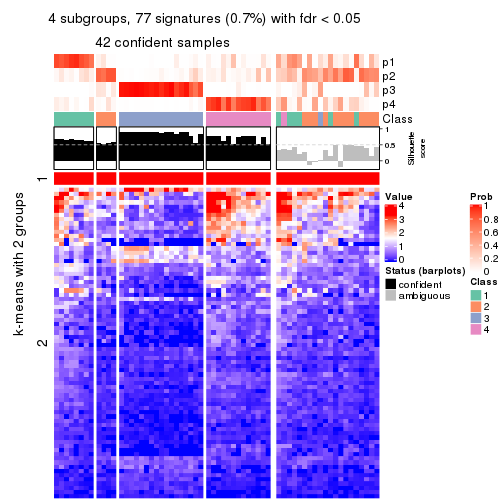 4 subgroups, 77 signatures (0.7%) with fdr < 0.05
42 confident samples
p1
p2
p3
p4
Class
1
0.5
0
Silhouette
score
k-means with 2 groups
1
2
Value
4
3
2
1
0
Status (barplots)
confident
ambiguous
Prob
1
0.8
0.6
0.4
0.2
0
Class
1
2
3
4